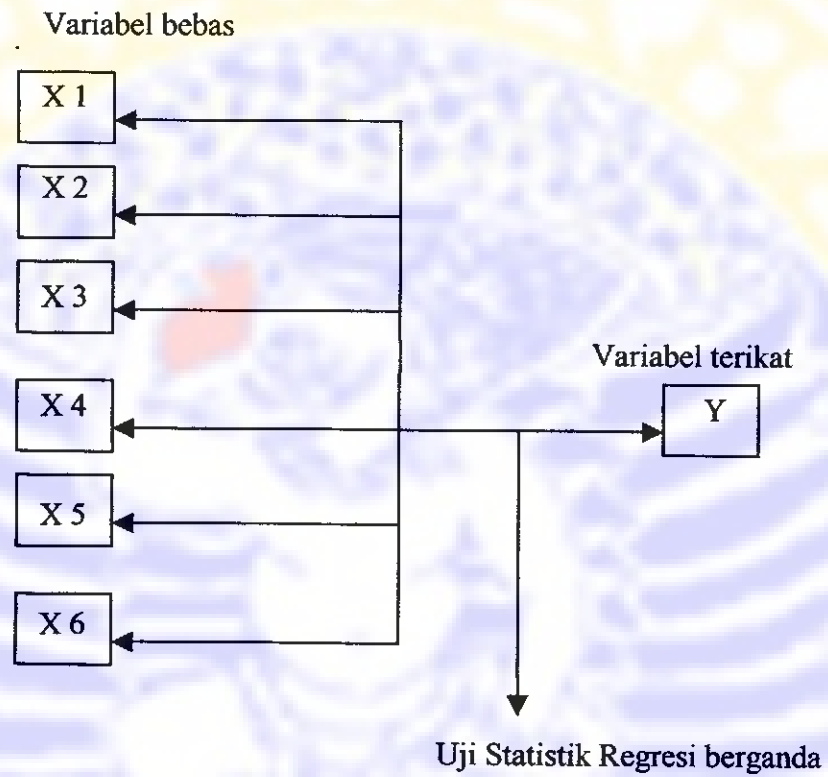 Variabel bebas
X 1
X 2
X 3
X 4
X 5
X 6
Variabel terikat
Y
Uji Statistik Regresi berganda